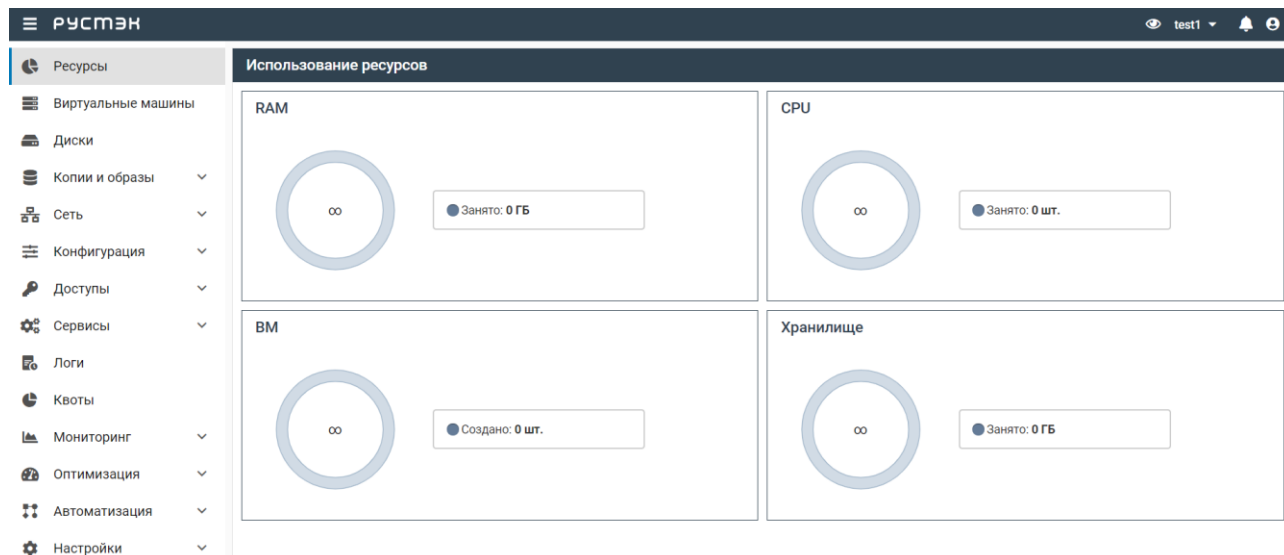 РУСТЭК
test1
Ресурсы
Виртуальные машины
Диски
Копии и образы
Сеть
Конфигурация
Доступы
Сервисы
Логи
Квоты
Мониторинг
Оптимизация
Автоматизация
Настройки
Использование ресурсов
RAM
∞
Занято: 0 ГБ
CPU
∞
Занято: 0 шт.
ВМ
∞
Создано: 0 шт.
Хранилище
∞
Занято: 0 ГБ